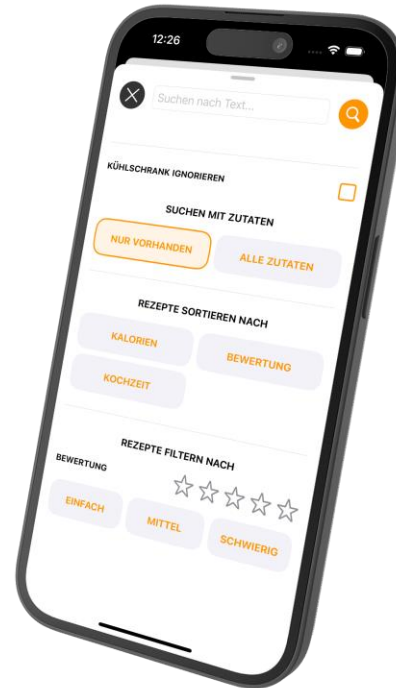 12:26
Suchen nach Text...
KÜHLSCHRANK IGNORIEREN
SUCHEN MIT ZUTATEN
NUR VORHANDEN
ALLE ZUTATEN
REZEPTE SORTIEREN NACH
KALORIEN
BEWERTUNG
KOCHZEIT
REZEPTE FILTERN NACH
BEWERTUNG
EINFACH
MITTEL
SCHWIERIG